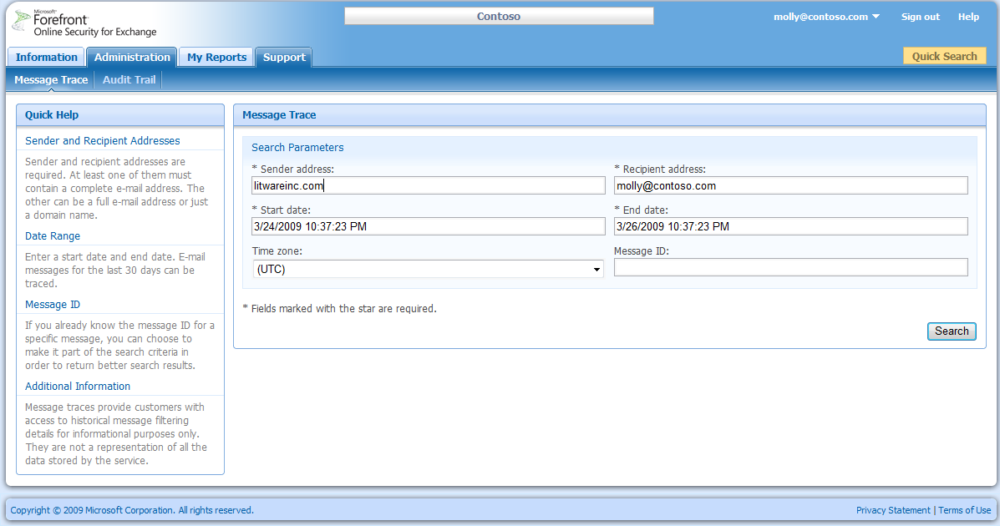 Microsoft®
Forefront
Online Security for Exchange
Contoso
molly@contoso.com Sign out Help
Information Administration My Reports Support
Quick Search
Message Trace Audit Trail
Quick Help
Sender and Recipient Addresses
Sender and recipient addresses are
required. At least one of them must
contain a complete e-mail address. The
other can be a full e-mail address or just
a domain name.
Date Range
Enter a start date and end date. E-mail
messages for the last 30 days can be
traced.
Message ID
If you already know the message ID for a
specific message, you can choose to
make it part of the search criteria in
order to return better search results.
Additional Information
Message traces provide customers with
access to historical message filtering
details for informational purposes only.
They are not a representation of all the
data stored by the service.
Message Trace
Search Parameters
* Sender address: * Recipient address:
litwareinc.com molly@contoso.com
* Start date: * End date:
3/24/2009 10:37:23 PM 3/26/2009 10:37:23 PM
Time zone: Message ID:
(UTC)
* Fields marked with the star are required.
Search
Copyright © 2009 Microsoft Corporation. All rights reserved. Privacy Statement | Terms of Use